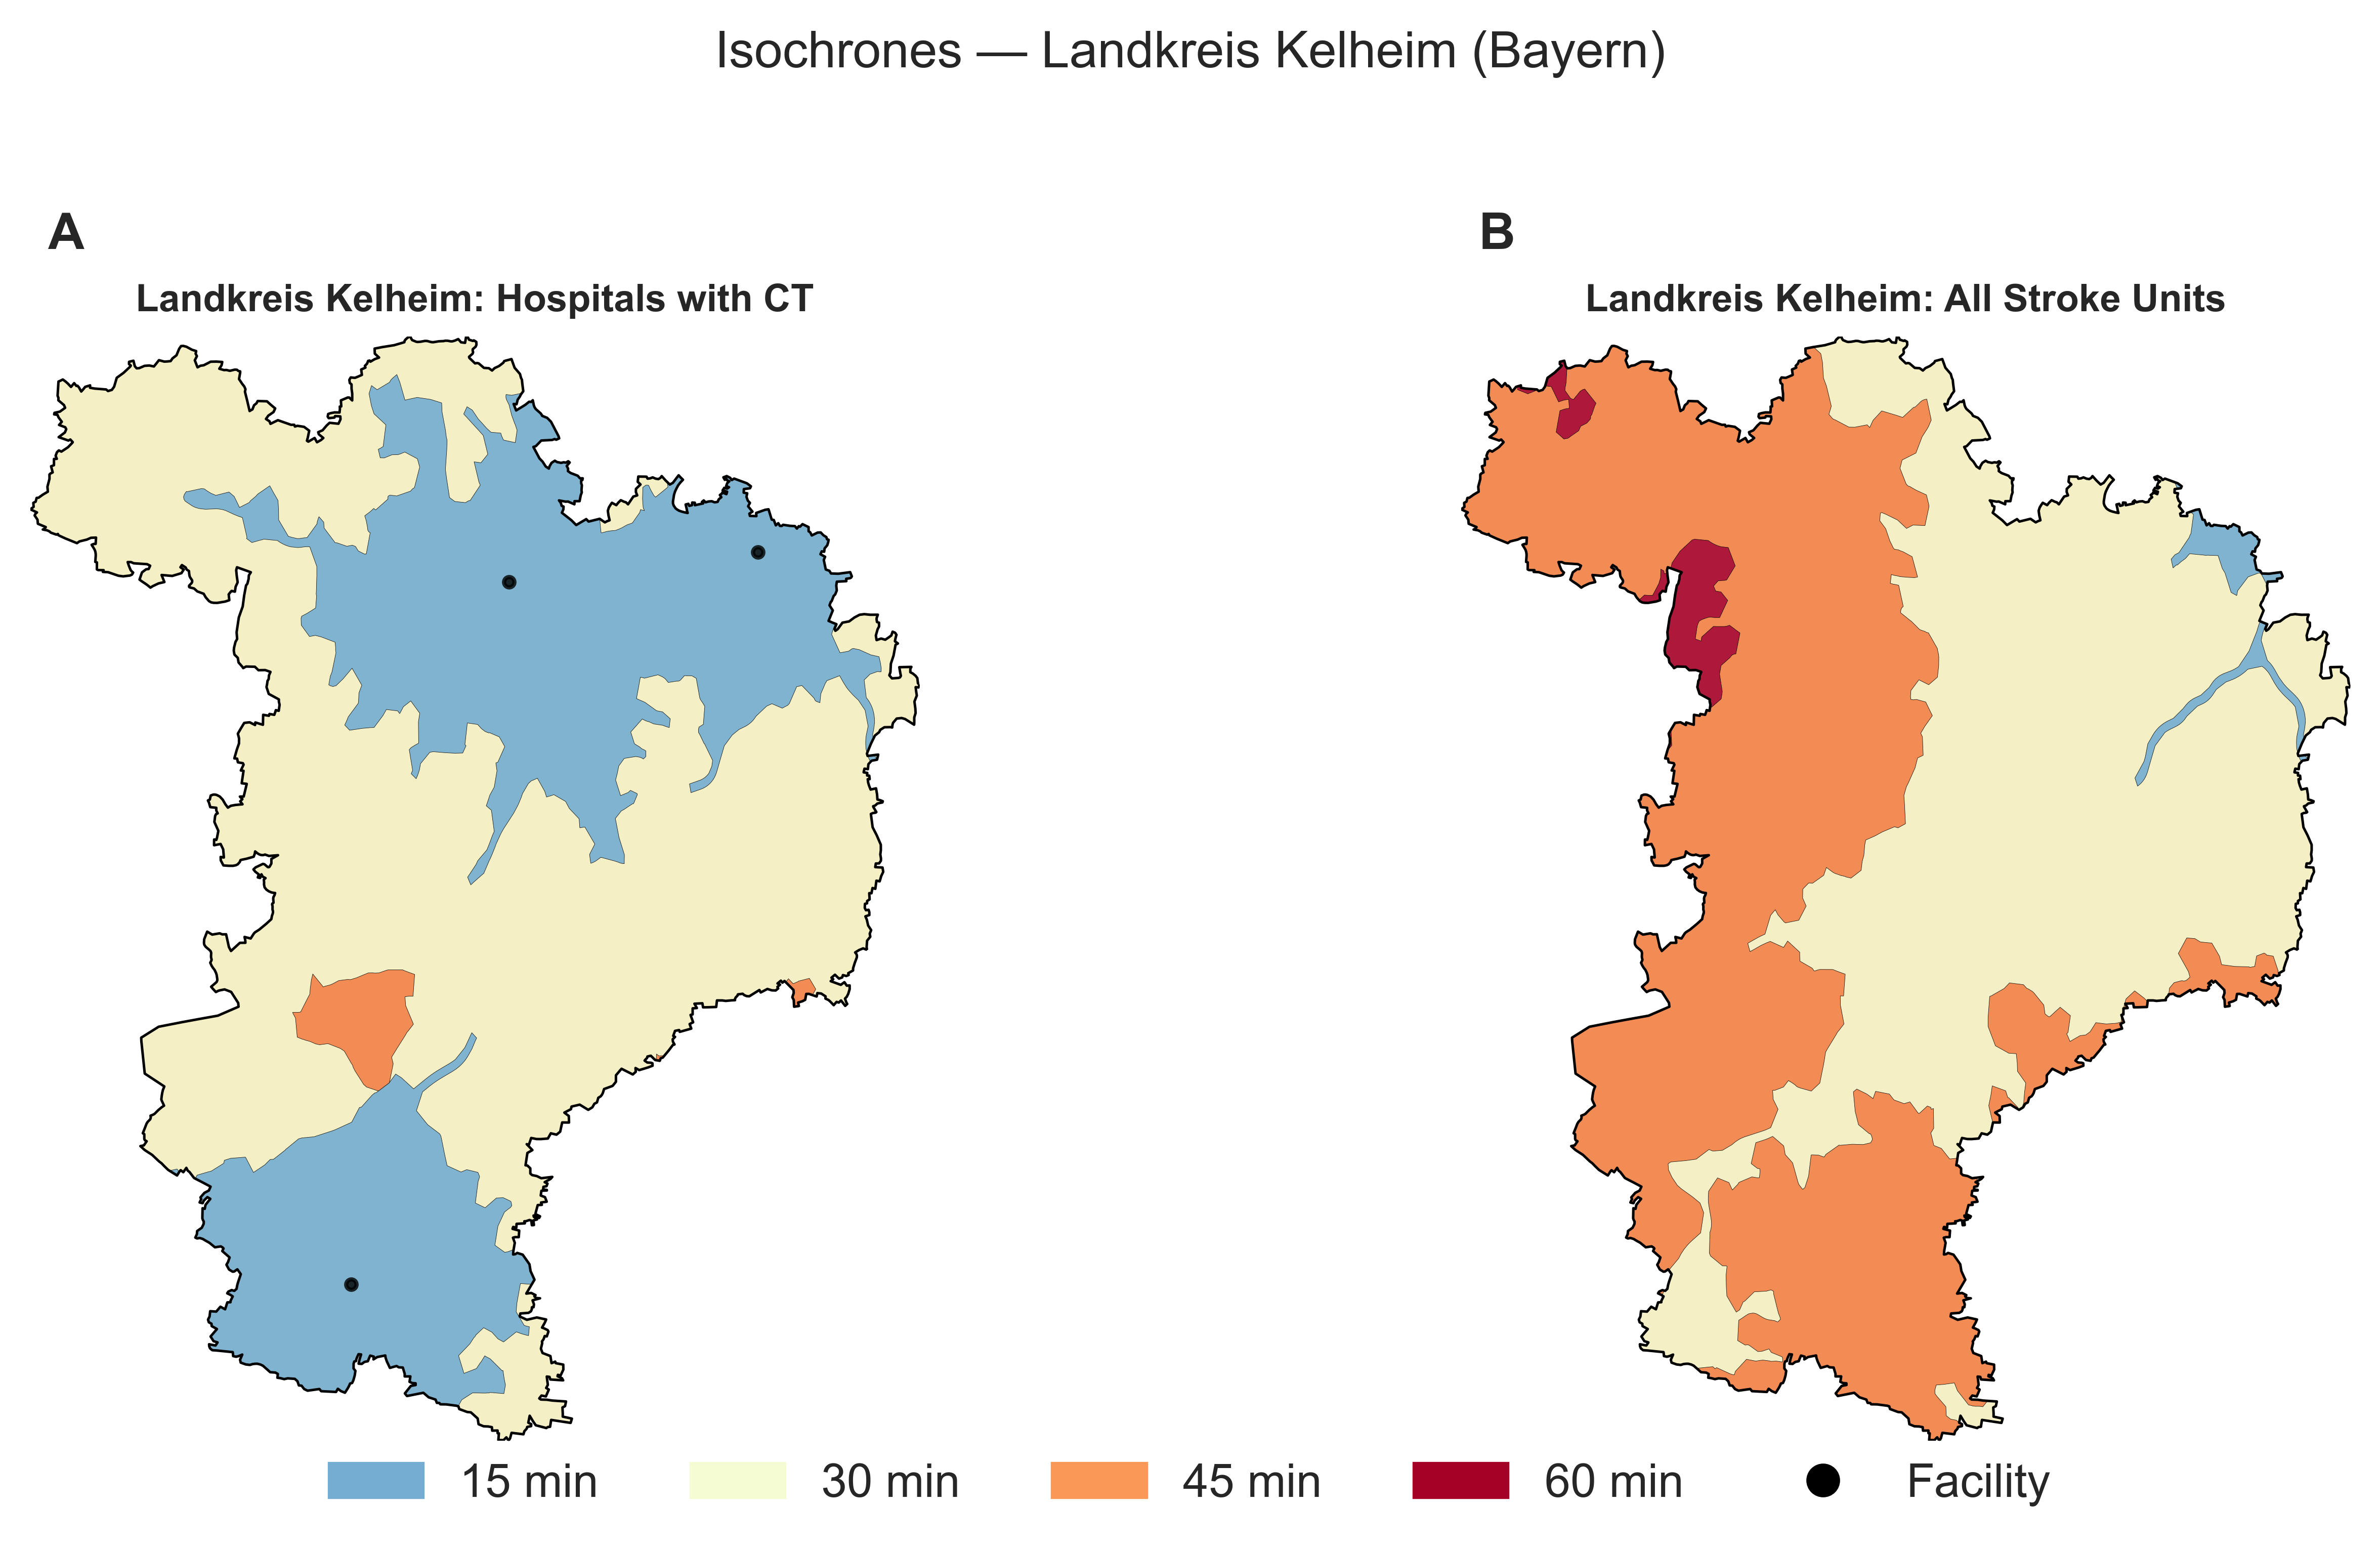 Isochrones — Landkreis Kelheim (Bayern)
A
B
Landkreis Kelheim: Hospitals with CT
Landkreis Kelheim: All Stroke Units
15 min
30 min
45 min
60 min
Facility